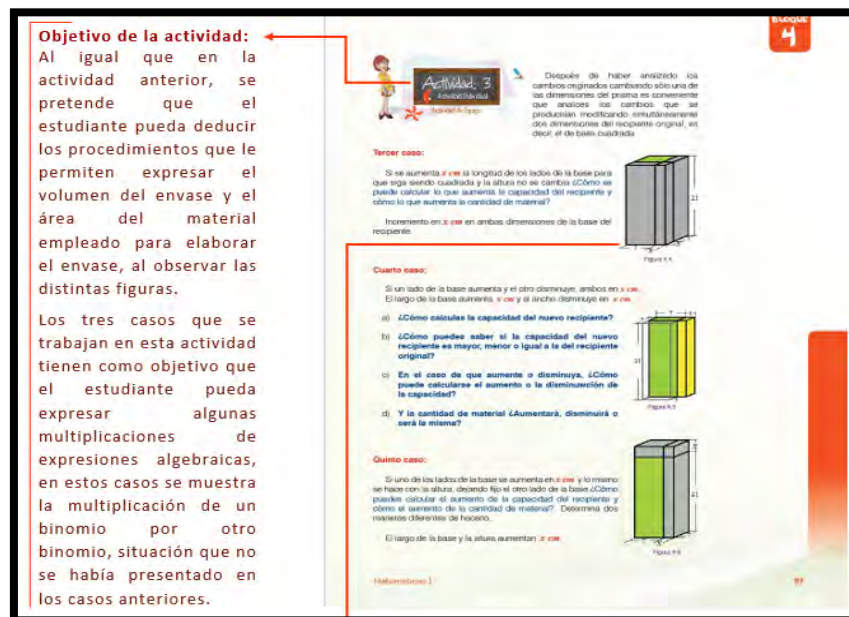 Objetivo de la actividad:
Al igual que en la
actividad anterior, se
pretende que el
estudiante pueda deducir
los procedimientos que le
permiten expresar el
volumen del envase y el
área del material
empleado para elaborar
el envase, al observar las
distintas figuras.
Los tres casos que se
trabajan en esta actividad
tienen como objetivo que
el estudiante pueda
expresar algunas
multiplicaciones de
expresiones algebraicas,
en estos casos se muestra
la multiplicación de un
binomio por otro
binomio, situación que no
se había presentado en
los casos anteriores.
BLOQUE
4
Actividad: 3
Actividad Individual
Actividad de Equipo
Después de haber analizado los
cambios originados cambiando sólo una de
las dimensiones del prisma es conveniente
que analices los cambios que se
producirían modificando simultáneamente
dos dimensiones del recipiente original, es
decir, el de base cuadrada.
Tercer caso:
Si se aumenta x cm la longitud de los lados de la base para
que siga siendo cuadrada y la altura no se cambia ¿Cómo se
puede calcular lo que aumenta la capacidad del recipiente y
cómo lo que aumenta la cantidad de material?
Incremento en x cm en ambas dimensiones de la base del
recipiente.
21
Figura 4.4
Cuarto caso:
Si un lado de la base aumenta y el otro disminuye, ambos en x cm.
El largo de la base aumenta x cm y el ancho disminuye en x cm.
a) ¿Cómo calculas la capacidad del nuevo recipiente?
b) ¿Cómo puedes saber si la capacidad del nuevo
recipiente es mayor, menor o igual a la del recipiente
original?
c) En el caso de que aumente o disminuya, ¿Cómo
puede calcularse el aumento o la disminución de
la capacidad?
d) Y la cantidad de material ¿Aumentará, disminuirá o
será la misma?
21
Figura 4.5
Quinto caso:
Si uno de los lados de la base se aumenta en x cm y lo mismo
se hace con la altura, dejando fijo el otro lado de la base ¿Cómo
puedes calcular el aumento de la capacidad del recipiente y
cómo el aumento de la cantidad de material? Determina dos
maneras diferentes de hacerlo.
El largo de la base y la altura aumentan x cm
21
Figura 4.6
Matemáticas 1